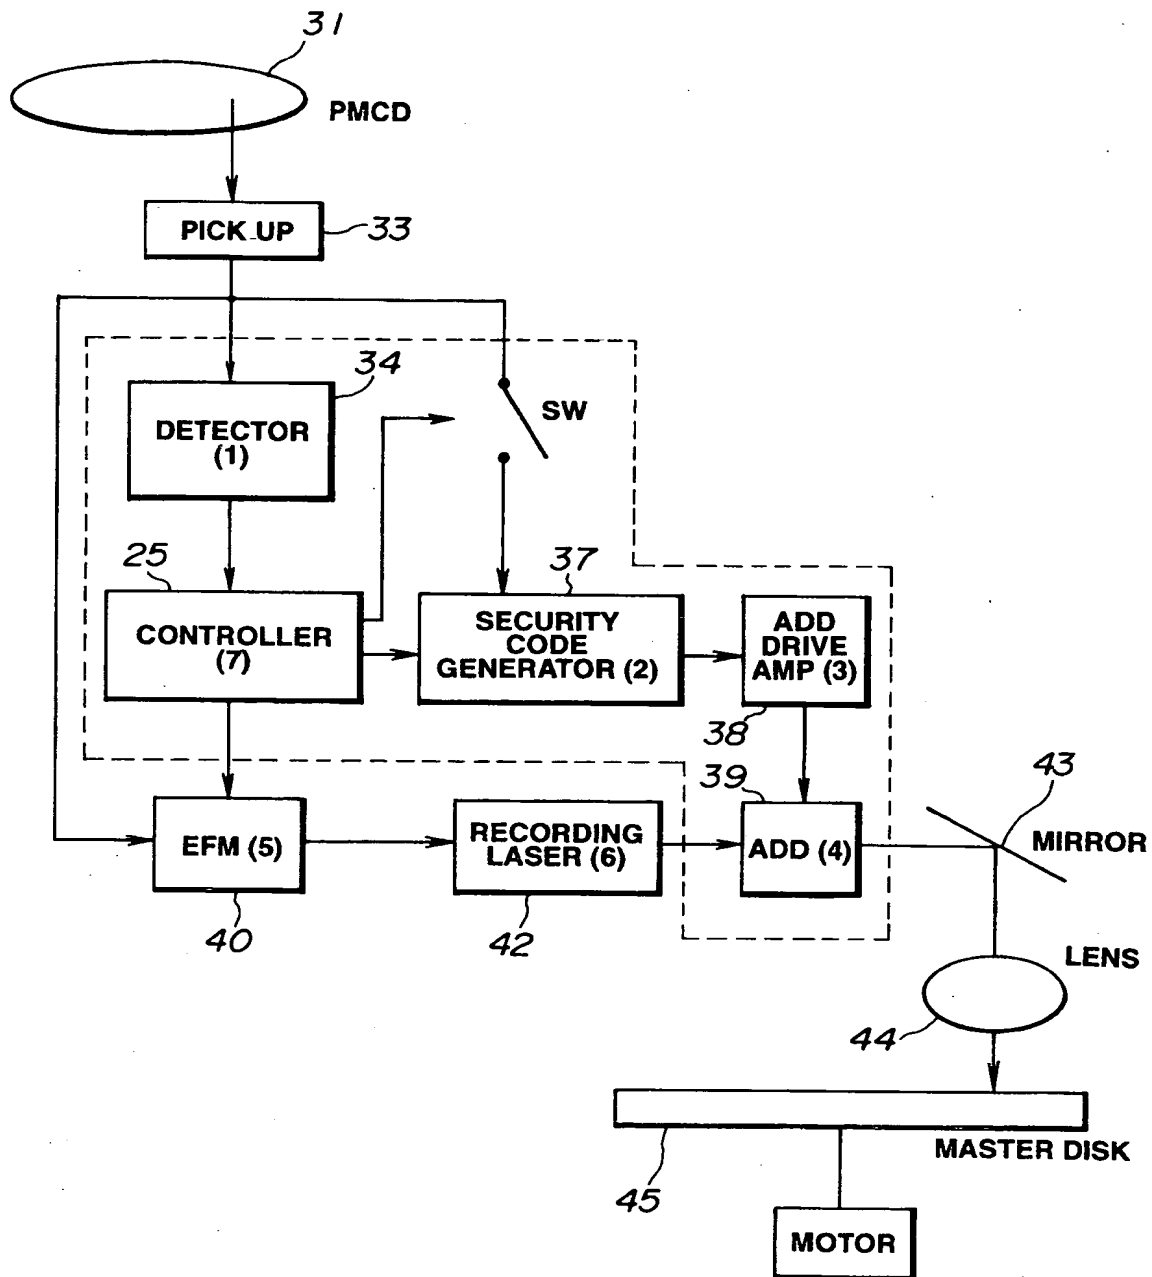 31
PMCD
PICK UP
33
34
DETECTOR
(1)
SW
25
CONTROLLER
(7)
37
SECURITY
CODE
GENERATOR (2)
ADD
DRIVE
AMP (3)
38
39
43
EFM (5)
RECORDING
LASER (6)
ADD (4)
MIRROR
40
42
LENS
44
MASTER DISK
45
MOTOR